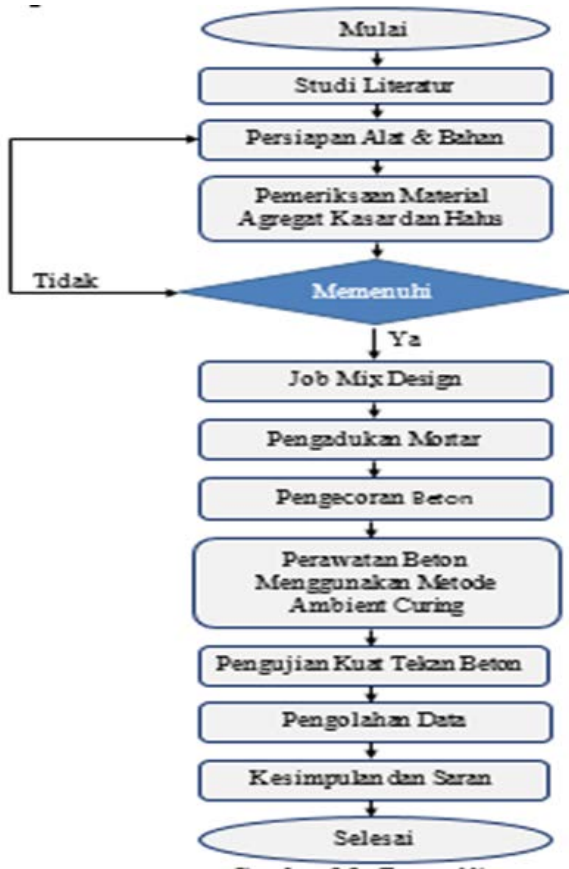 Mulai
Studi Literatur
Persiapan Alat & Bahan
Pemeriksaan Material
Agregat Kasar dan Halus
Tidak
Memenuhi
Ya
Job Mix Design
Pengadukan Mortar
Pengecoran Beton
Perawatan Beton
Menggunakan Metode
Ambient Curing
Pengujian Kuat Tekan Beton
Pengolahan Data
Kesimpulan dan Saran
Selesai